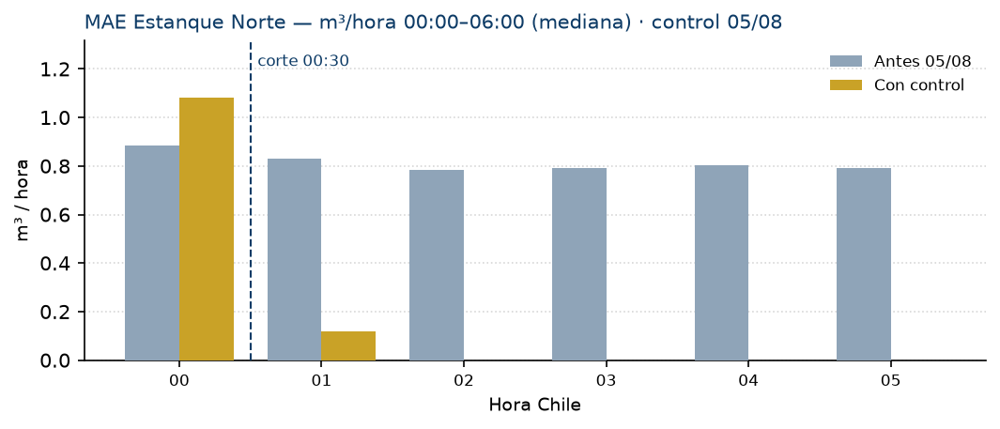 MAE Estanque Norte — m³/hora 00:00–06:00 (mediana) · control 05/08
corte 00:30
Antes 05/08
Con control
m³ / hora
1.2
1.0
0.8
0.6
0.4
0.2
0.0
00 01 02 03 04 05
Hora Chile